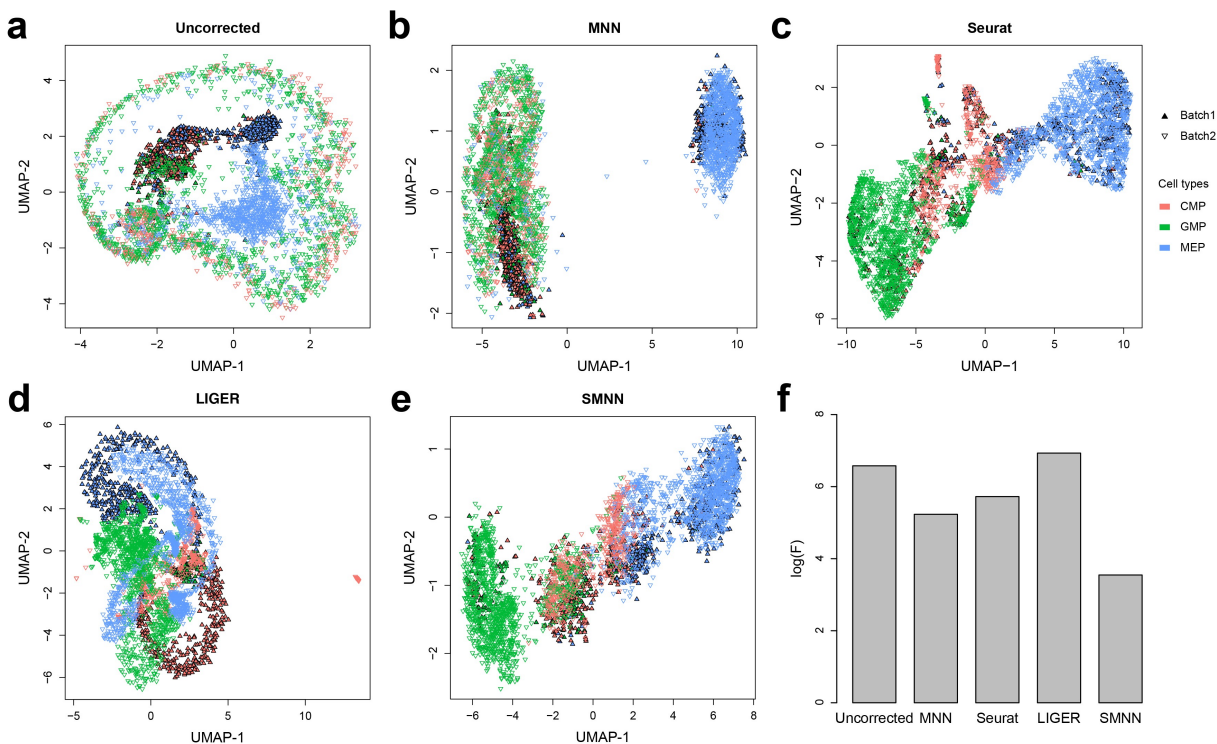 a
Uncorrected
UMAP-2
4
2
0
−2
−4
−4
−2
0
2
UMAP-1
b
MNN
UMAP−2
2
1
0
−1
−2
−5
0
5
10
UMAP-1
c
Seurat
UMAP−2
2
0
−2
−4
−6
−10
−5
0
5
10
UMAP−1
Batch1
Batch2
Cell types
CMP
GMP
MEP
d
LIGER
UMAP-2
6
4
2
0
−2
−4
−6
−5
0
5
10
UMAP-1
e
SMNN
UMAP-2
1
0
−1
−2
−6
−4
−2
0
2
4
6
8
UMAP-1
f
log(F)
8
6
4
2
0
Uncorrected
MNN
Seurat
LIGER
SMNN